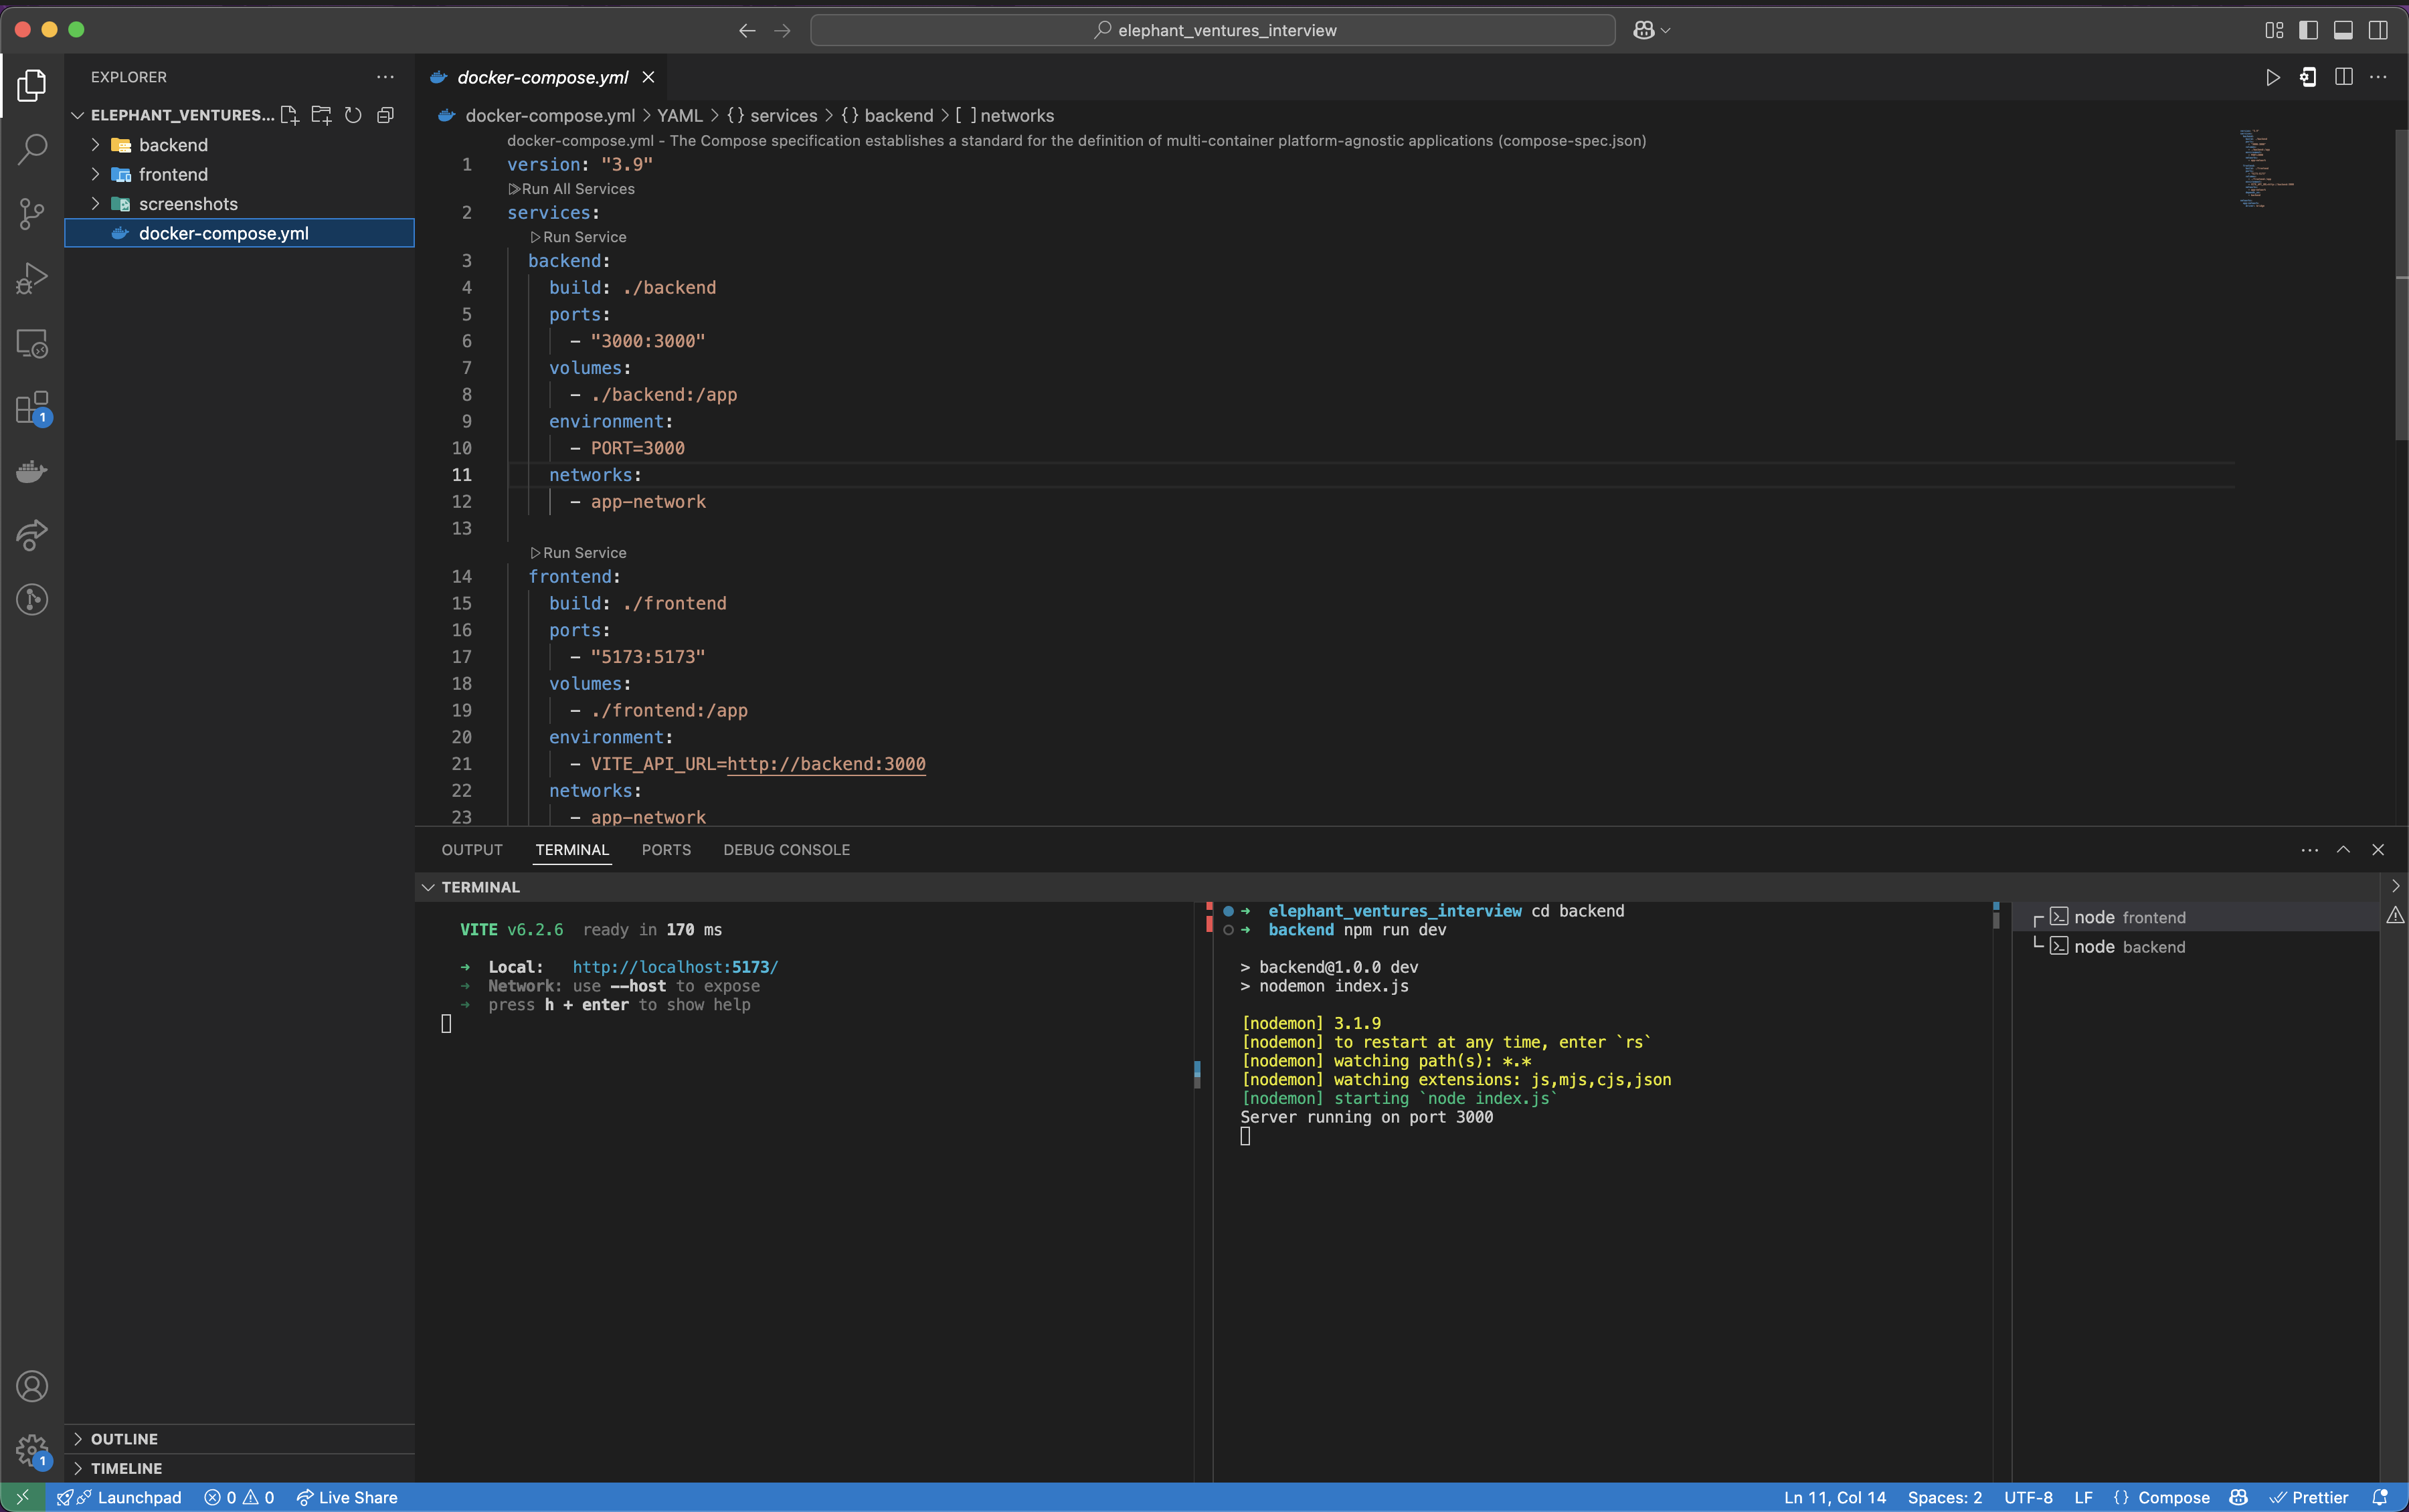 elephant_ventures_interview
EXPLORER
ELEPHANT_VENTURES...
backend
frontend
screenshots
docker-compose.yml
1
OUTLINE
TIMELINE
1
docker-compose.yml
docker-compose.yml > YAML > {} services > {} backend > [ ] networks
docker-compose.yml - The Compose specification establishes a standard for the definition of multi-container platform-agnostic applications (compose-spec.json)
1 version: "3.9"
Run All Services
2 services:
Run Service
3 backend:
4 build: ./backend
5 ports:
6 - "3000:3000"
7 volumes:
8 - ./backend:/app
9 environment:
10 - PORT=3000
11 networks:
12 - app-network
13
Run Service
14 frontend:
15 build: ./frontend
16 ports:
17 - "5173:5173"
18 volumes:
19 - ./frontend:/app
20 environment:
21 - VITE_API_URL=http://backend:3000
22 networks:
23 - app-network
OUTPUT TERMINAL PORTS DEBUG CONSOLE
TERMINAL
VITE v6.2.6 ready in 170 ms
➜ Local: http://localhost:5173/
➜ Network: use --host to expose
➜ press h + enter to show help
➜ elephant_ventures_interview cd backend
➜ backend npm run dev
> backend@1.0.0 dev
> nodemon index.js
[nodemon] 3.1.9
[nodemon] to restart at any time, enter `rs`
[nodemon] watching path(s): *.*
[nodemon] watching extensions: js,mjs,cjs,json
[nodemon] starting `node index.js`
Server running on port 3000
node frontend
node backend
Launchpad 0 0 Live Share
Ln 11, Col 14 Spaces: 2 UTF-8 LF {} Compose Prettier